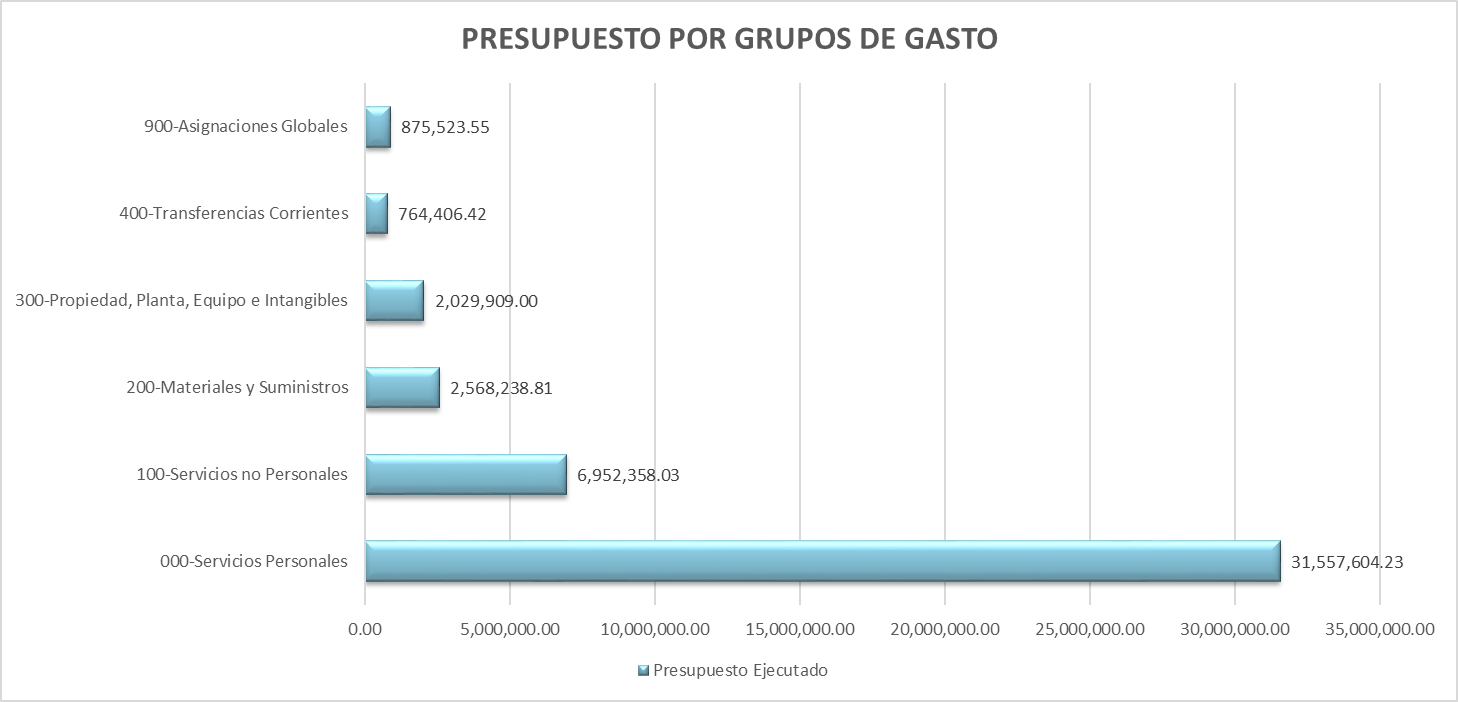 PRESUPUESTO POR GRUPOS DE GASTO
900-Asignaciones Globales 875,523.55
400-Transferencias Corrientes 764,406.42
300-Propiedad, Planta, Equipo e Intangibles 2,029,909.00
200-Materiales y Suministros 2,568,238.81
100-Servicios no Personales 6,952,358.03
000-Servicios Personales 31,557,604.23
0.00 5,000,000.00 10,000,000.00 15,000,000.00 20,000,000.00 25,000,000.00 30,000,000.00 35,000,000.00
Presupuesto Ejecutado